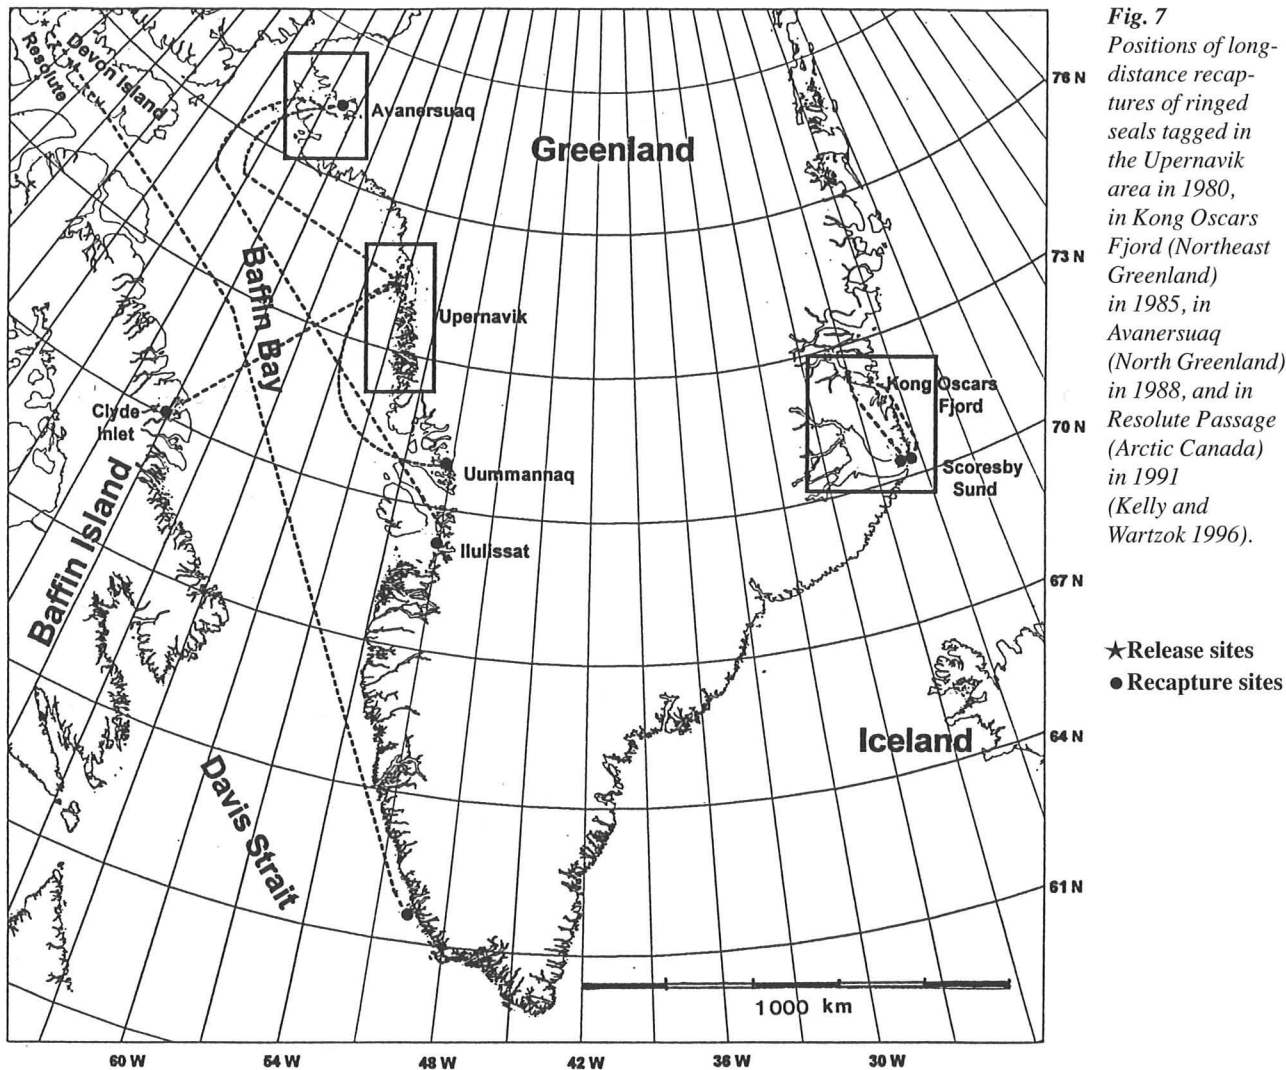 Fig. 7
Positions of long-
distance recap-
tures of ringed
seals tagged in
the Upernavik
area in 1980,
in Kong Oscars
Fjord (Northeast
Greenland)
in 1985, in
Avanersuaq
(North Greenland)
in 1988, and in
Resolute Passage
(Arctic Canada)
in 1991
(Kelly and
Wartzok 1996).
★Release sites
●Recapture sites
Devon Island
Resolute
Avanersuaq
Greenland
76 N
73 N
Baffin Bay
Upernavik
Kong Oscars
Fjord
70 N
Clyde
Inlet
Uummannaq
Scoresby
Sund
Ilulissat
Baffin Island
67 N
Iceland
64 N
Davis Strait
61 N
1000 km
60 W
54 W
48 W
42 W
36 W
30 W